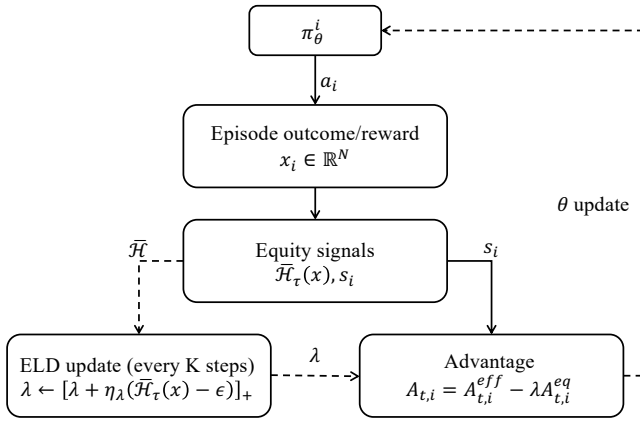 π_θ^i
a_i
Episode outcome/reward
x_i ∈ ℝ^N
θ update
Equity signals
ℋ̅_τ(x), s_i
ℋ̅
s_i
ELD update (every K steps)
λ ← [λ + η_λ(ℋ̅_τ(x) − ϵ)]_+
λ
Advantage
A_{t,i} = A_{t,i}^{eff} − λA_{t,i}^{eq}